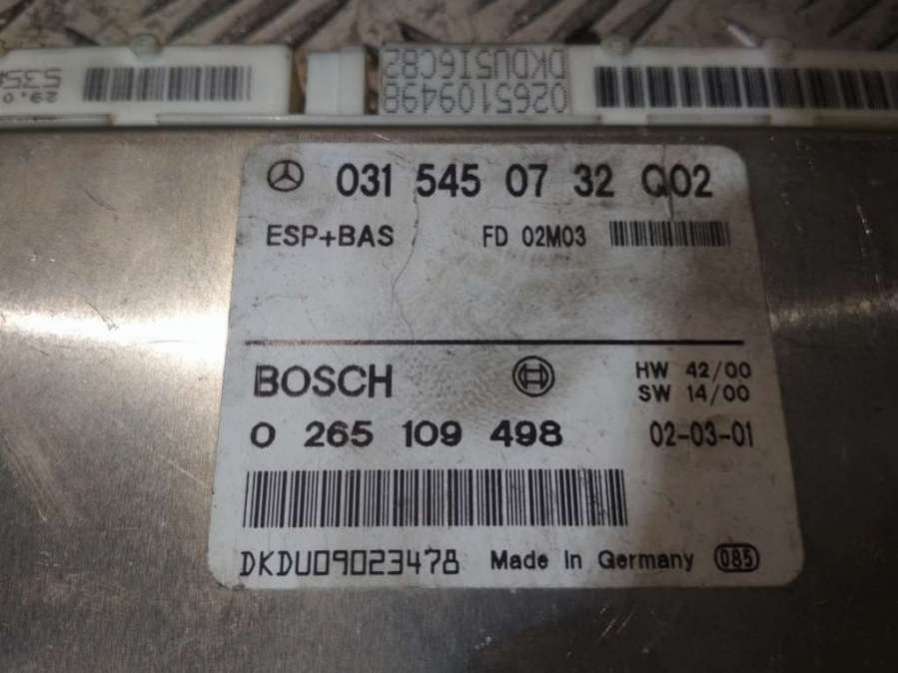 DKDU5I6C82
0265109498
031 545 07 32 Q02
ESP+BAS FD 02M03
BOSCH HW 42/00
SW 14/00
0 265 109 498 02-03-01
DKDU09023478 Made in Germany 085